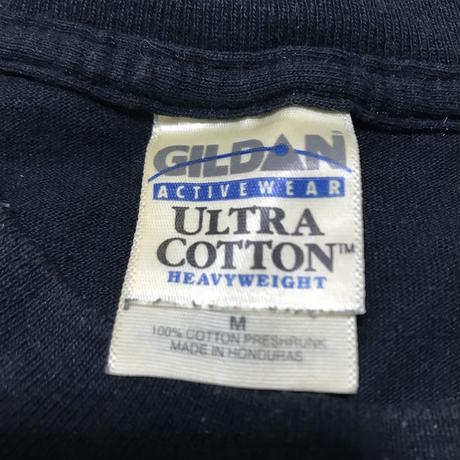 GILDAN
ACTIVEWEAR
ULTRA
COTTON™
HEAVYWEIGHT
M
100% COTTON PRESHRUNK
MADE IN HONDURAS